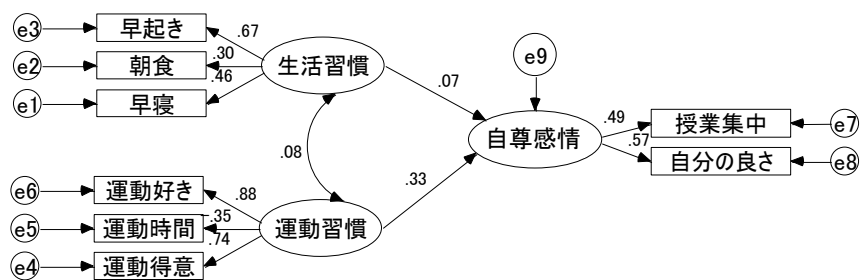 e3
早起き
.67
e2
朝食
.30
.46
e1
早寝
生活習慣
.07
e9
自尊感情
.49
授業集中
e7
.57
自分の良さ
e8
.08
.33
e6
運動好き
.88
e5
運動時間
-.35
.74
e4
運動得意
運動習慣